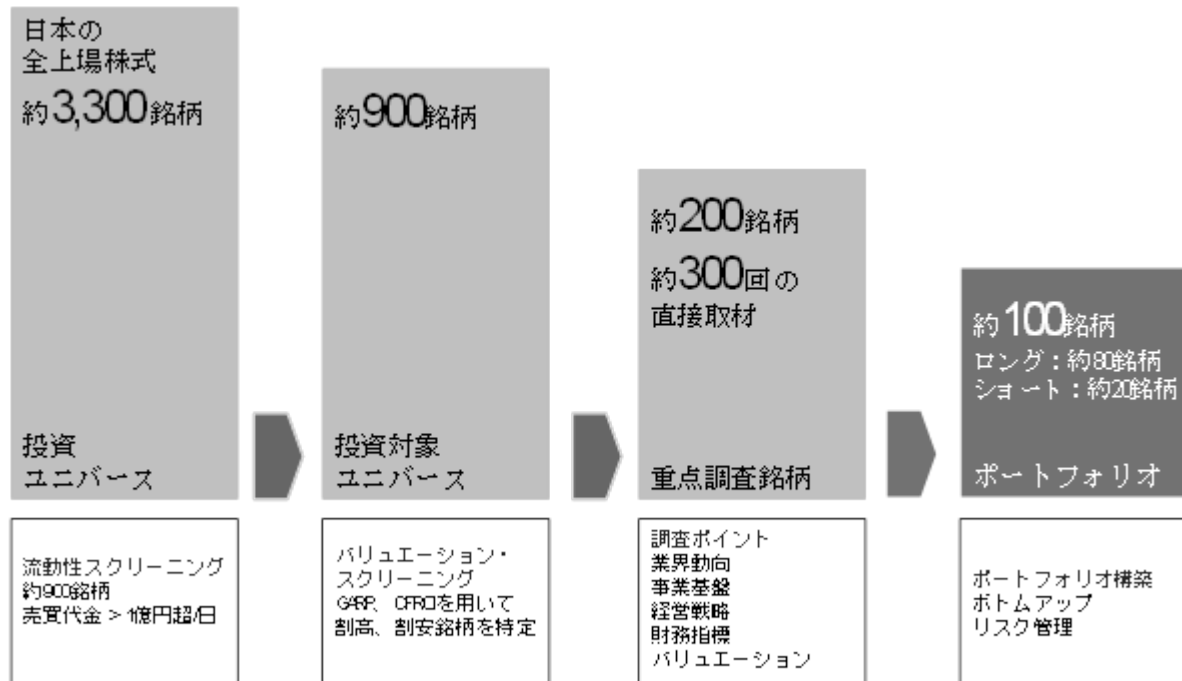 日本の
全上場株式
約3,300銘柄
投資
ユニバース
約900銘柄
投資対象
ユニバース
約200銘柄
約300回の
直接取材
重点調査銘柄
約100銘柄
ロング：約80銘柄
ショート：約20銘柄
ポートフォリオ
流動性スクリーニング
約900銘柄
売買代金 > 1億円超/日
バリュエーション・
スクリーニング
GARP、CFROIを用いて
割高、割安銘柄を特定
調査ポイント
業界動向
事業基盤
経営戦略
財務指標
バリュエーション
ポートフォリオ構築
ボトムアップ
リスク管理